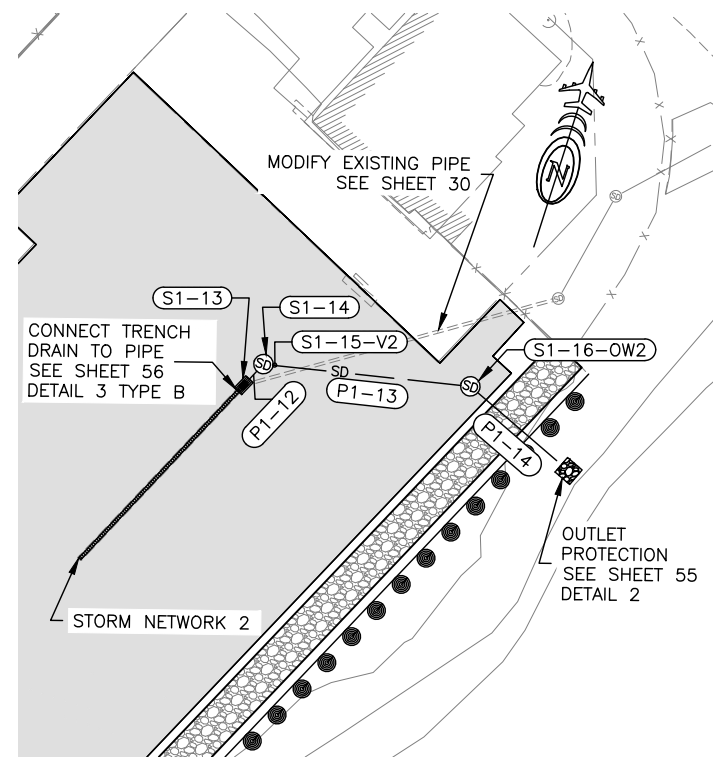 SD
N
MODIFY EXISTING PIPE
SEE SHEET 30
SD
SD
S1-13
S1-14
S1-15-V2
CONNECT TRENCH
DRAIN TO PIPE
SEE SHEET 56
DETAIL 3 TYPE B
SD
SD
SD
S1-16-OW2
P1-13
P1-12
P1-14
OUTLET
PROTECTION
SEE SHEET 55
DETAIL 2
STORM NETWORK 2